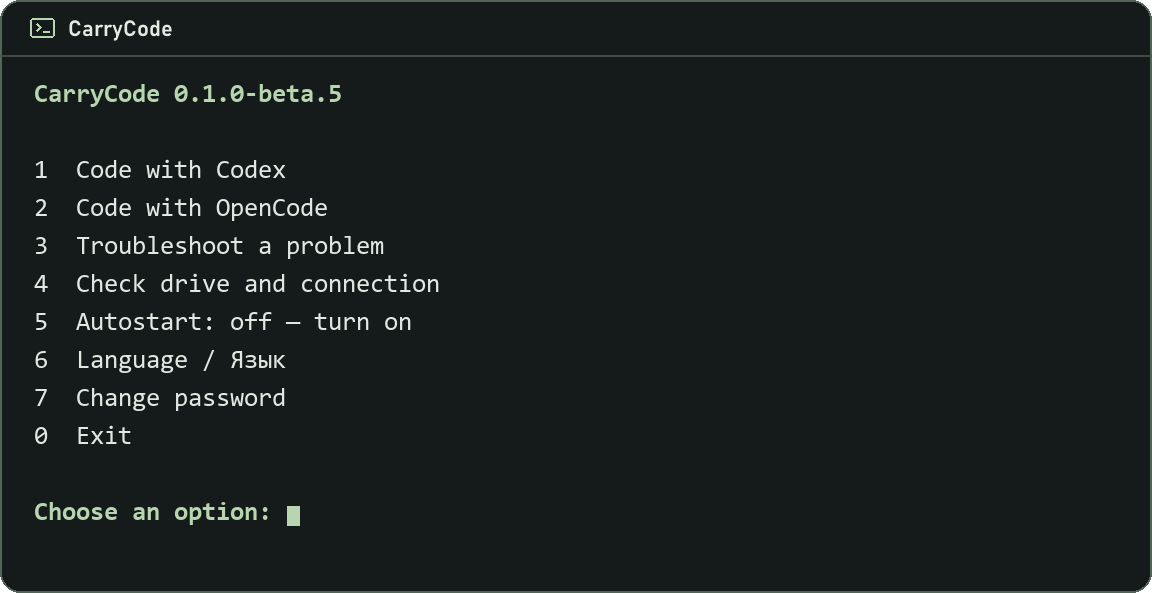 CarryCode
CarryCode 0.1.0-beta.5
1 Code with Codex
2 Code with OpenCode
3 Troubleshoot a problem
4 Check drive and connection
5 Autostart: off — turn on
6 Language / Язык
7 Change password
0 Exit
Choose an option: